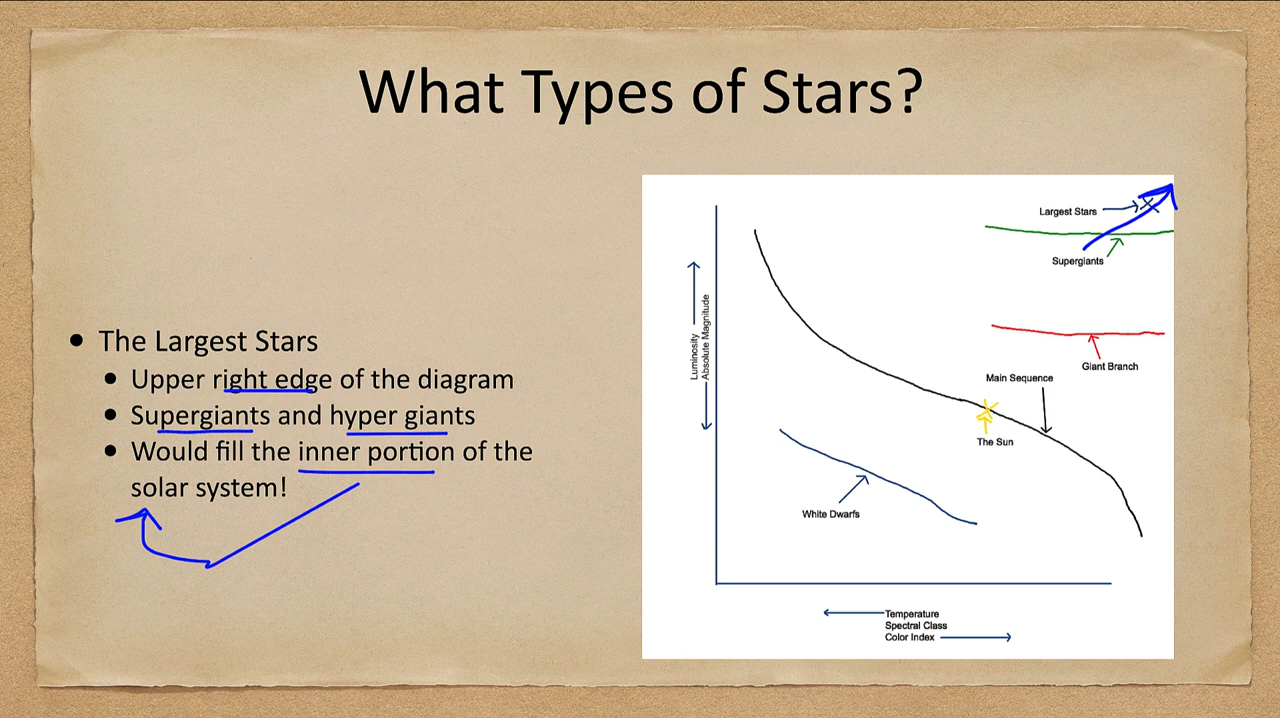 What Types of Stars?
The Largest Stars
Upper right edge of the diagram
Supergiants and hyper giants
Would fill the inner portion of the
solar system!
Largest Stars
Supergiants
Giant Branch
Main Sequence
The Sun
White Dwarfs
Luminosity
Absolute Magnitude
Temperature
Spectral Class
Color Index